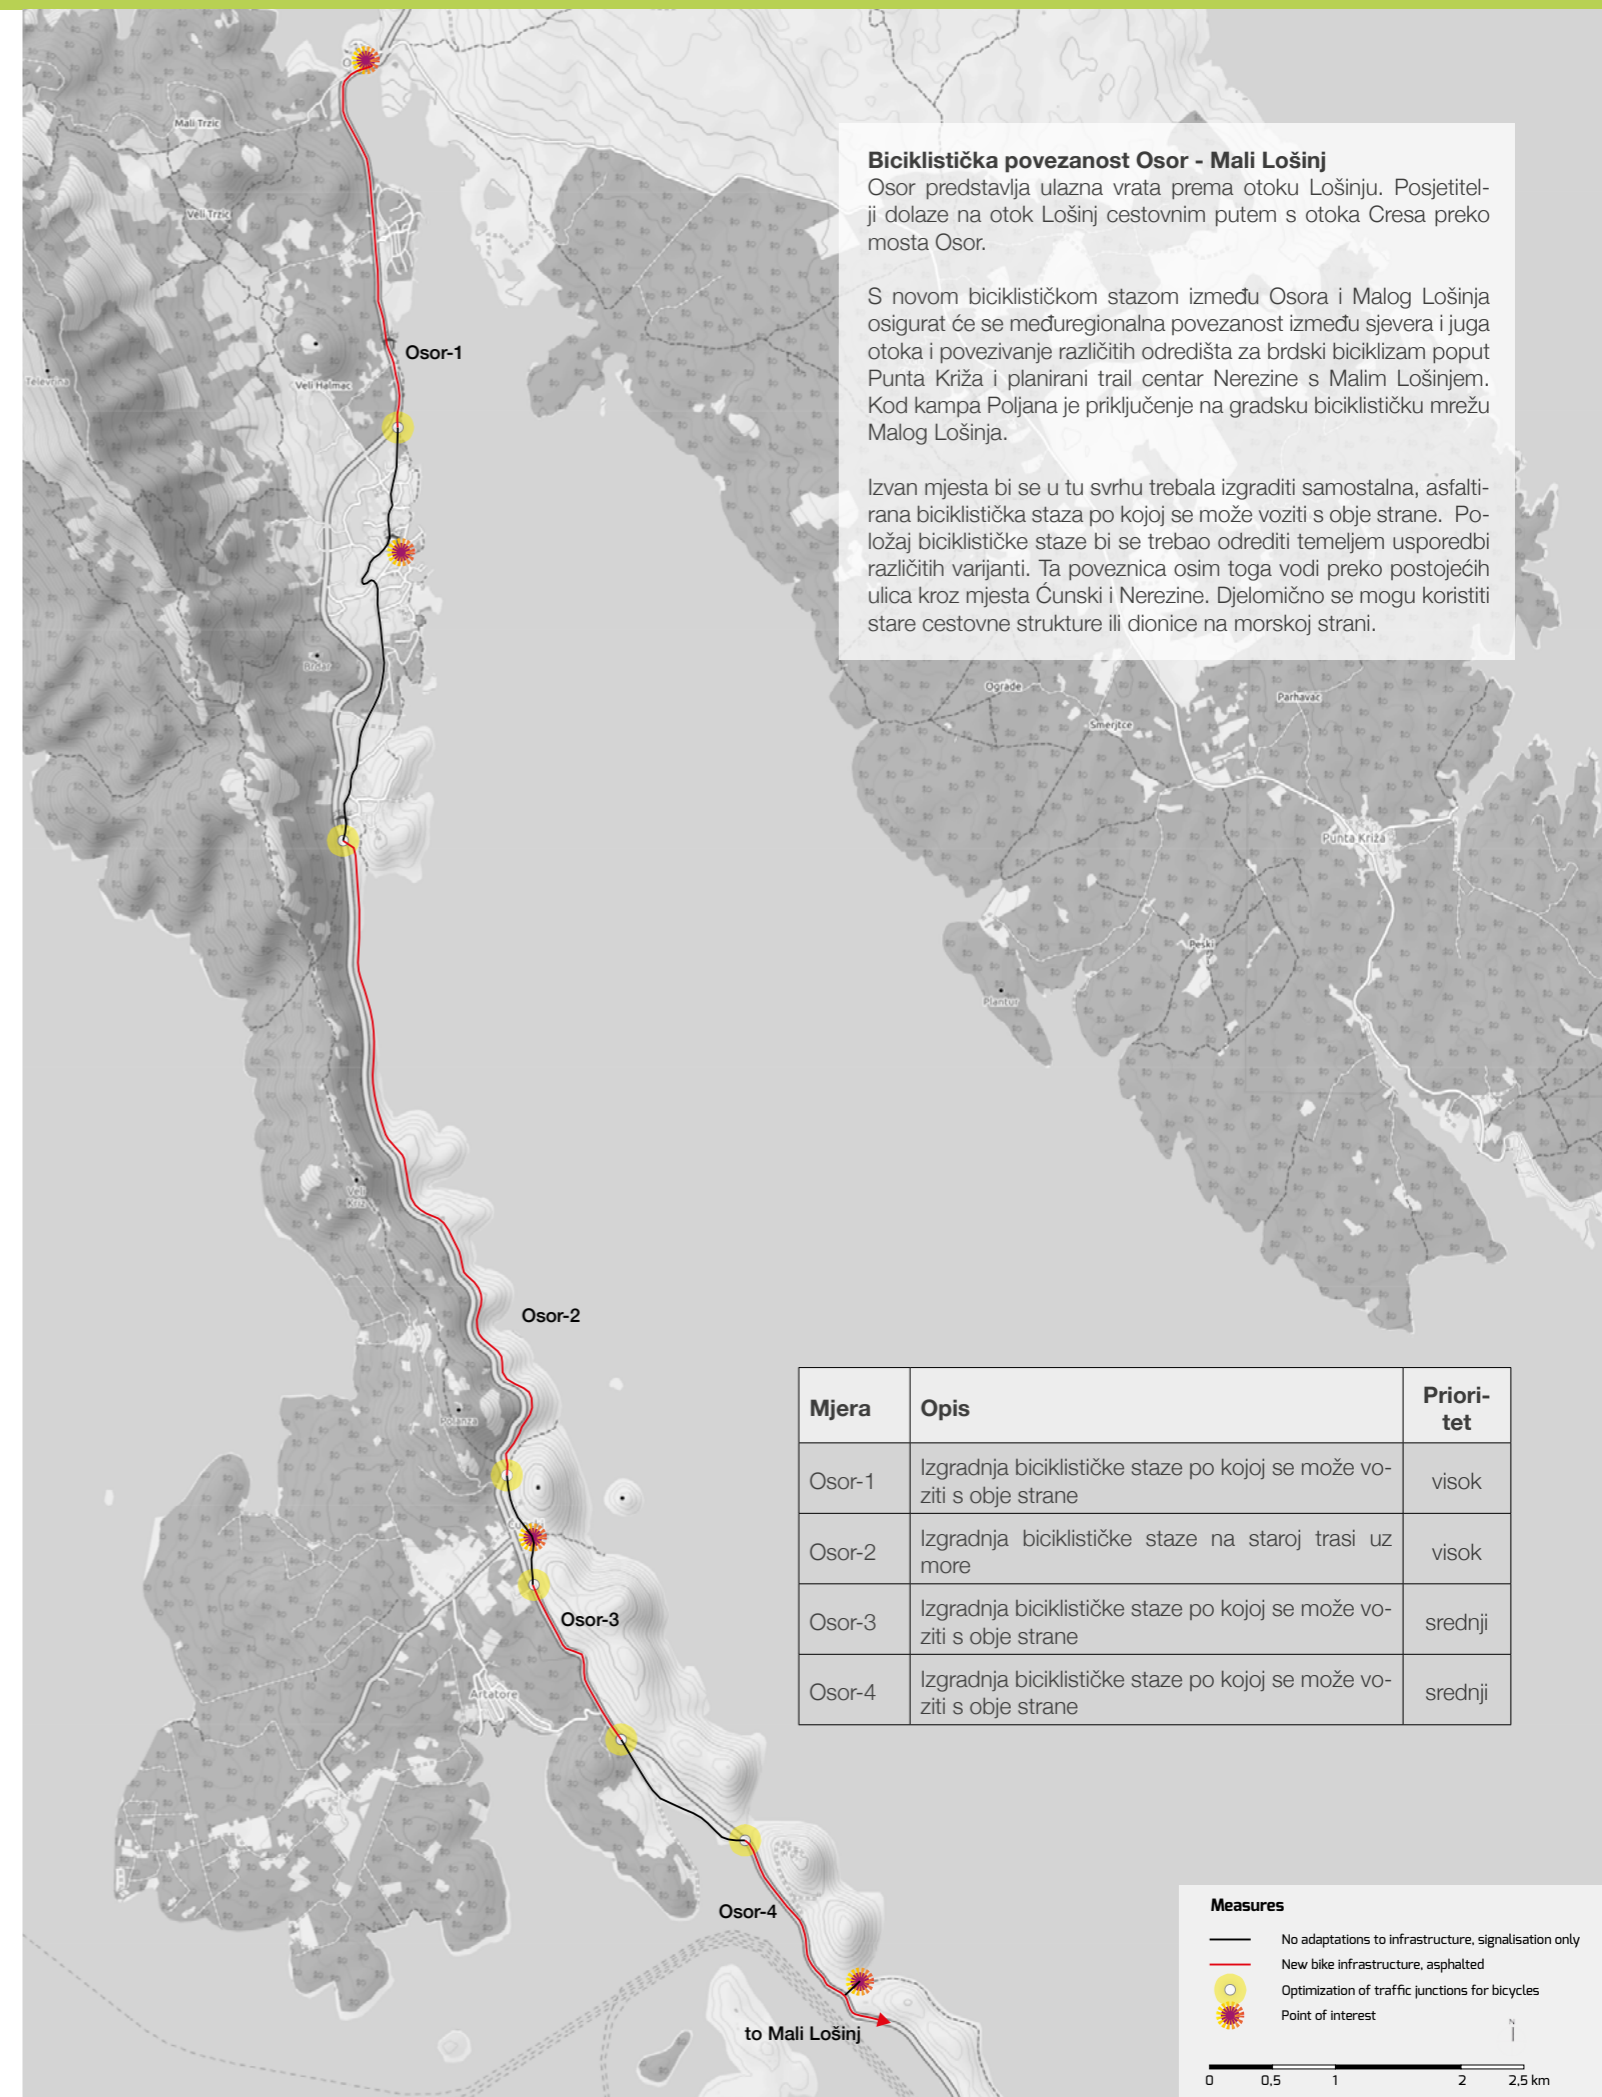 Mali Trzic
Veli Trzic
Televrina
Veli Halmac
Osor-1
Biciklistička povezanost Osor - Mali Lošinj
Osor predstavlja ulazna vrata prema otoku Lošinju. Posjetitel-
ji dolaze na otok Lošinj cestovnim putem s otoka Cresa preko
mosta Osor.
S novom biciklističkom stazom između Osora i Malog Lošinja
osigurat će se međuregionalna povezanost između sjevera i juga
otoka i povezivanje različitih odredišta za brdski biciklizam poput
Punta Križa i planirani trail centar Nerezine s Malim Lošinjem.
Kod kampa Poljana je priključenje na gradsku biciklističku mrežu
Malog Lošinja.
Izvan mjesta bi se u tu svrhu trebala izgraditi samostalna, asfalti-
rana biciklistička staza po kojoj se može voziti s obje strane. Po-
ložaj biciklističke staze bi se trebao odrediti temeljem usporedbi
različitih varijanti. Ta poveznica osim toga vodi preko postojećih
ulica kroz mjesta Ćunski i Nerezine. Djelomično se mogu koristiti
stare cestovne strukture ili dionice na morskoj strani.
Brdar
Ograde
Parhavac
Smerjtce
Punta Križa
Peski
Plantur
Veli
Križ
Osor-2
Polanza
Mjera Opis Priori-
tet
Osor-1 Izgradnja biciklističke staze po kojoj se može vo-
ziti s obje strane visok
Osor-2 Izgradnja biciklističke staze na staroj trasi uz
more visok
Osor-3 Izgradnja biciklističke staze po kojoj se može vo-
ziti s obje strane srednji
Osor-4 Izgradnja biciklističke staze po kojoj se može vo-
ziti s obje strane srednji
Osor-3
Artatore
Osor-4
to Mali Lošinj
Measures
No adaptations to infrastructure, signalisation only
New bike infrastructure, asphalted
Optimization of traffic junctions for bicycles
Point of interest
N
0 0,5 1 2 2,5 km